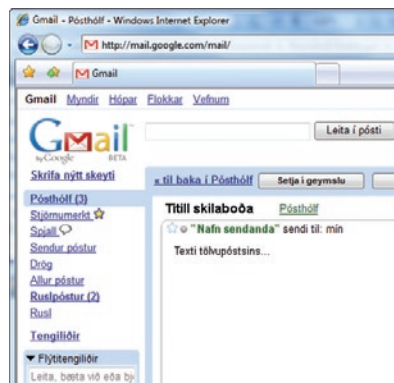 Gmail - Pósthólf - Windows Internet Explorer
http://mail.google.com/mail/
Gmail
Gmail Myndir Hópar Flokkar Vefnum
Gmail
by Google BETA
Leita í pósti
Skrifa nýtt skeyti
« til baka í Pósthólf Setja í geymslu
Pósthólf (3)
Titill skilaboða Pósthólf
Stjörnumerkt
"Nafn sendanda" sendi til: mín
Spjall
Texti tölvupóstsins...
Sendur póstur
Drög
Allur póstur
Ruslpóstur (2)
Rusl
Tengiliðir
Flýtitengiliðir
Leita, bæta við eða by